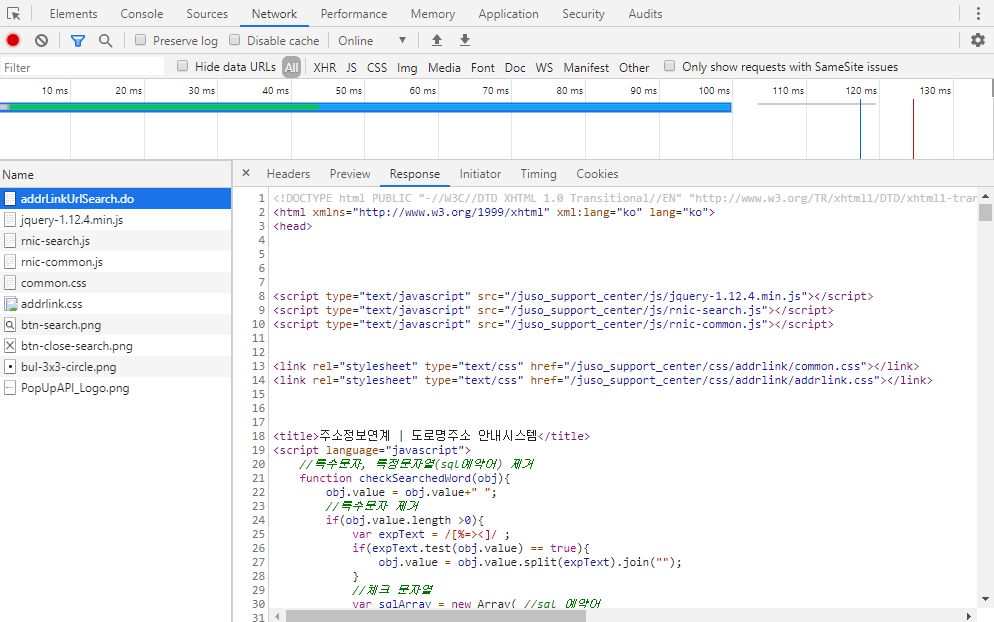 Elements Console Sources Network Performance Memory Application Security Audits
Preserve log Disable cache Online
Filter Hide data URLs All XHR JS CSS Img Media Font Doc WS Manifest Other Only show requests with SameSite issues
10 ms 20 ms 30 ms 40 ms 50 ms 60 ms 70 ms 80 ms 90 ms 100 ms 110 ms 120 ms 130 ms
Name
addrLinkUrlSearch.do
jquery-1.12.4.min.js
rnic-search.js
rnic-common.js
common.css
addrlink.css
btn-search.png
btn-close-search.png
bul-3x3-circle.png
PopUpAPI_Logo.png
Headers Preview Response Initiator Timing Cookies
1 <!DOCTYPE html PUBLIC "-//W3C//DTD XHTML 1.0 Transitional//EN" "http://www.w3.org/TR/xhtml1/DTD/xhtml1-tran
2 <html xmlns="http://www.w3.org/1999/xhtml" xml:lang="ko" lang="ko">
3 <head>
4
5
6
7
8 <script type="text/javascript" src="/juso_support_center/js/jquery-1.12.4.min.js"></script>
9 <script type="text/javascript" src="/juso_support_center/js/rnic-search.js"></script>
10 <script type="text/javascript" src="/juso_support_center/js/rnic-common.js"></script>
11
12
13 <link rel="stylesheet" type="text/css" href="/juso_support_center/css/addrlink/common.css"></link>
14 <link rel="stylesheet" type="text/css" href="/juso_support_center/css/addrlink/addrlink.css"></link>
15
16
17
18 <title>주소정보연계 | 도로명주소 안내시스템</title>
19 <script language="javascript">
20 //특수문자, 특정문자열(sql예약어) 제거
21 function checkSearchedWord(obj){
22 obj.value = obj.value+" ";
23 //특수문자 제거
24 if(obj.value.length >0){
25 var expText = /[%=><]/ ;
26 if(expText.test(obj.value) == true){
27 obj.value = obj.value.split(expText).join("");
28 }
29 //체크 문자열
30 var sqlArray = new Array( //sql 예약어
31